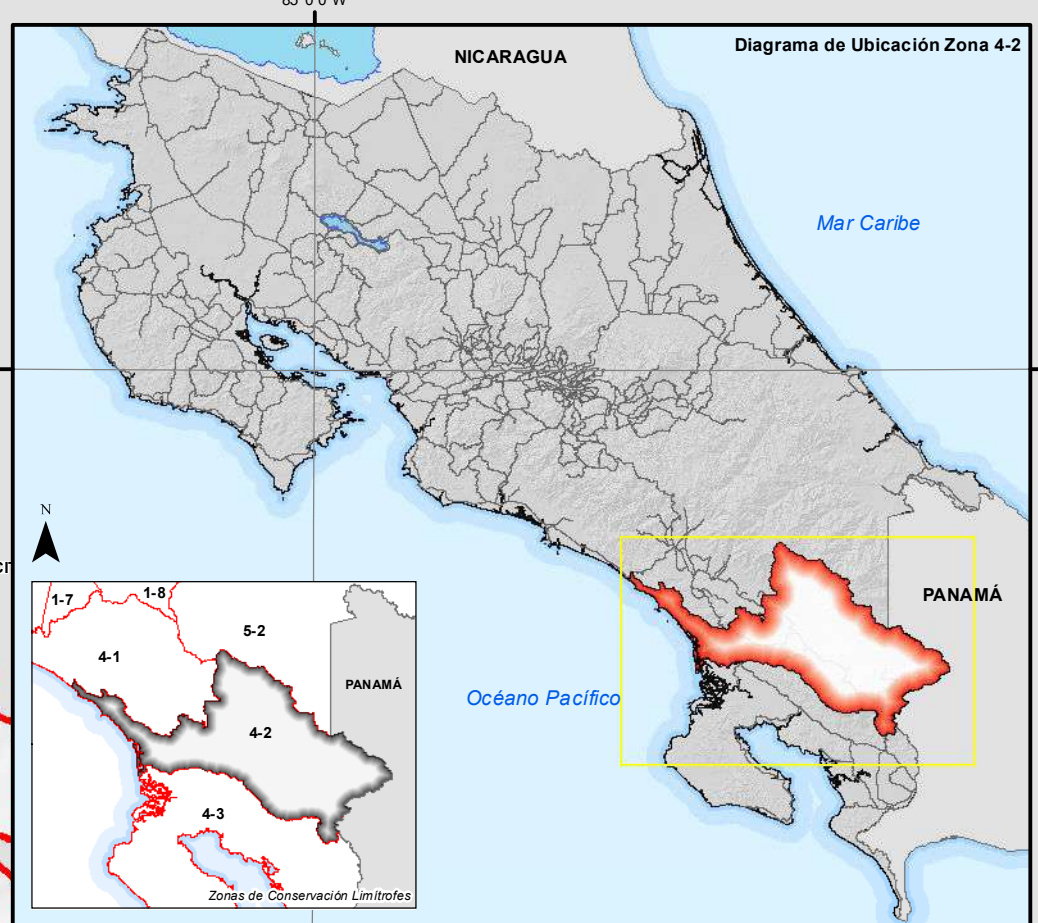 Diagrama de Ubicación Zona 4-2
NICARAGUA
Mar Caribe
N
PANAMÁ
Océano Pacífico
1-7
1-8
5-2
4-1
PANAMÁ
4-2
4-3
Zonas de Conservación Limítrofes